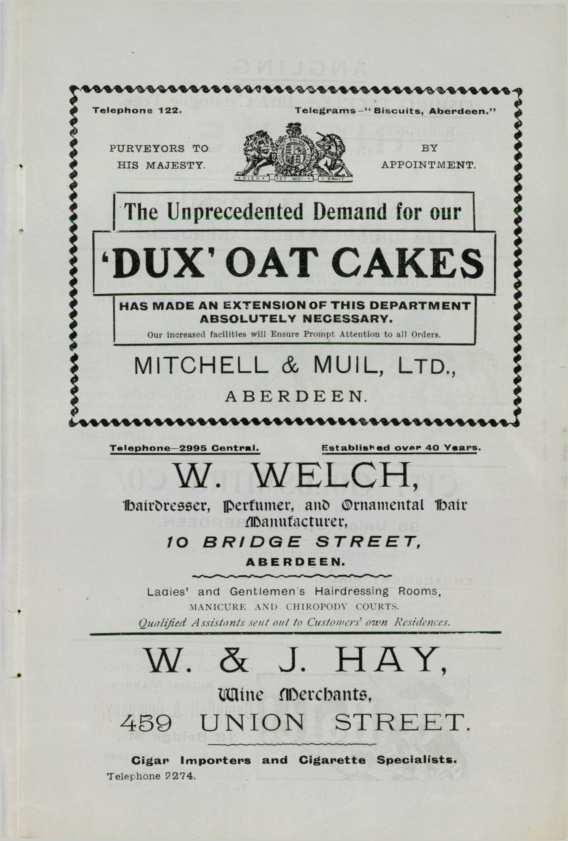 Telephone 122. Telegrams—"Biscuits, Aberdeen."
PURVEYORS TO BY
HIS MAJESTY. APPOINTMENT.
The Unprecedented Demand for our
'DUX' OAT CAKES
HAS MADE AN EXTENSION OF THIS DEPARTMENT
ABSOLUTELY NECESSARY.
Our increased facilities will Ensure Prompt Attention to all Orders.
MITCHELL & MUIL, LTD.,
ABERDEEN.
Telephone—2995 Central. Established over 40 Years.
W. WELCH,
Hairdresser, Perfumer, and Ornamental Hair
Manufacturer,
10 BRIDGE STREET,
ABERDEEN.
Ladies' and Gentlemen's Hairdressing Rooms,
MANICURE AND CHIROPODY COURTS.
Qualified Assistants sent out to Customers' own Residences.
W. & J. HAY,
Wine Merchants,
459 UNION STREET.
Cigar Importers and Cigarette Specialists.
Telephone 2274.